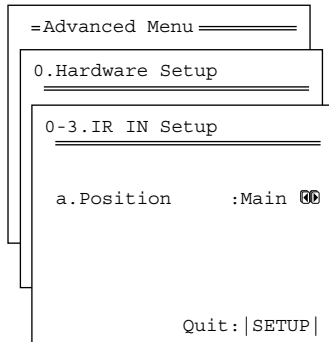 =Advanced Menu
0.Hardware Setup
0-3.IR IN Setup
a.Position :Main
Quit:|SETUP|